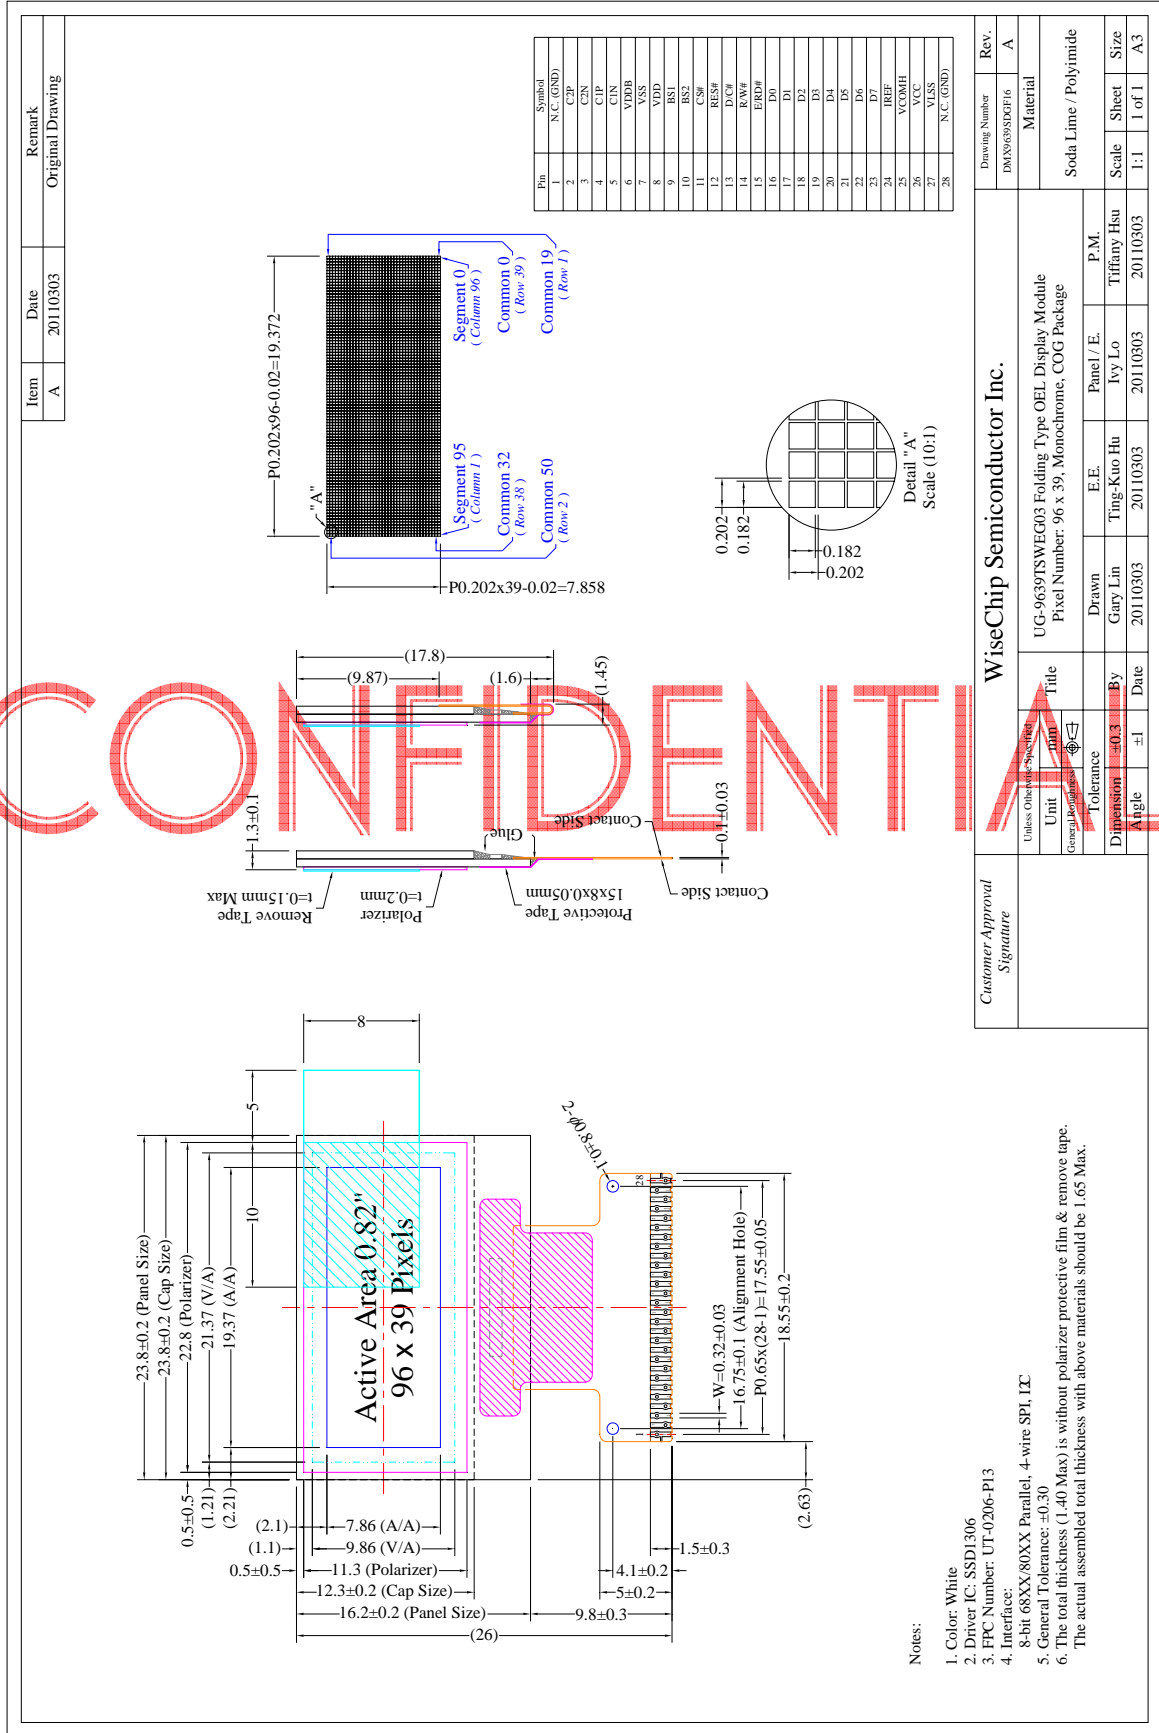 Item Date Remark
A 20110303 Original Drawing
23.8±0.2 (Panel Size)
23.8±0.2 (Cap Size)
22.8 (Polarizer)
21.37 (V/A)
19.37 (A/A)
0.5±0.5
(1.21)
(2.21)
10
5
8
Active Area 0.82"
96 x 39 Pixels
(2.1)
7.86 (A/A)
(1.1)
9.86 (V/A)
0.5±0.5
11.3 (Polarizer)
12.3±0.2 (Cap Size)
16.2±0.2 (Panel Size)
(26)
9.8±0.3
5±0.2
4.1±0.2
1.5±0.3
2-ϕ0.8±0.1
1
28
W=0.32±0.03
16.75±0.1 (Alignment Hole)
P0.65x(28-1)=17.55±0.05
18.55±0.2
(2.63)
1.3±0.1
Remove Tape
t=0.15mm Max
Polarizer
t=0.2mm
Protective Tape
15x8x0.05mm
Glue
Contact Side
Contact Side
0.1±0.03
(17.8)
(9.87)
(1.6)
(1.45)
P0.202x96-0.02=19.372
"A"
P0.202x39-0.02=7.858
Segment 95
( Column 1 )
Common 32
( Row 38 )
Common 50
( Row 2 )
Segment 0
( Column 96 )
Common 0
( Row 39 )
Common 19
( Row 1 )
0.202
0.182
0.182
0.202
Detail "A"
Scale (10:1)
Pin Symbol
1 N.C. (GND)
2 C2P
3 C2N
4 C1P
5 C1N
6 VDDB
7 VSS
8 VDD
9 BS1
10 BS2
11 CS#
12 RES#
13 D/C#
14 R/W#
15 E/RD#
16 D0
17 D1
18 D2
19 D3
20 D4
21 D5
22 D6
23 D7
24 IREF
25 VCOMH
26 VCC
27 VLSS
28 N.C. (GND)
CONFIDENTIAL
Notes:
1. Color: White
2. Driver IC: SSD1306
3. FPC Number: UT-0206-P13
4. Interface:
8-bit 68XX/80XX Parallel, 4-wire SPI, I2C
5. General Tolerance: ±0.30
6. The total thickness (1.40 Max) is without polarizer protective film & remove tape.
The actual assembled total thickness with above materials should be 1.65 Max.
Customer Approval
Signature
WiseChip Semiconductor Inc.
Drawing Number Rev.
DMX9639SDGF16 A
Unless Otherwise Specified
Unit mm
General Roughness
Tolerance
Dimension ±0.3
Angle ±1
Title
UG-9639TSWEG03 Folding Type OEL Display Module
Pixel Number: 96 x 39, Monochrome, COG Package
Material
Soda Lime / Polyimide
Drawn E.E. Panel / E. P.M.
By Gary Lin Ting-Kuo Hu Ivy Lo Tiffany Hsu
Date 20110303 20110303 20110303 20110303
Scale Sheet Size
1:1 1 of 1 A3